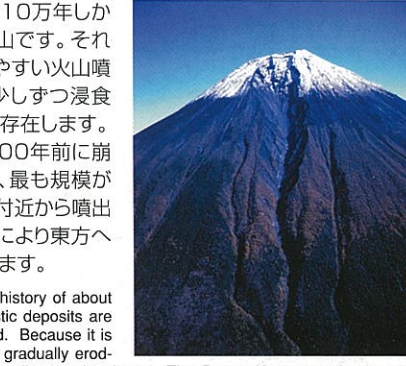 10万年しか
山です。それ
やすい火山噴
少しずつ浸食
存在します。
00年前に崩
、最も規模が
付近から噴出
により東方へ
ます。
history of about
stic deposits are
d. Because it is
gradually erod-